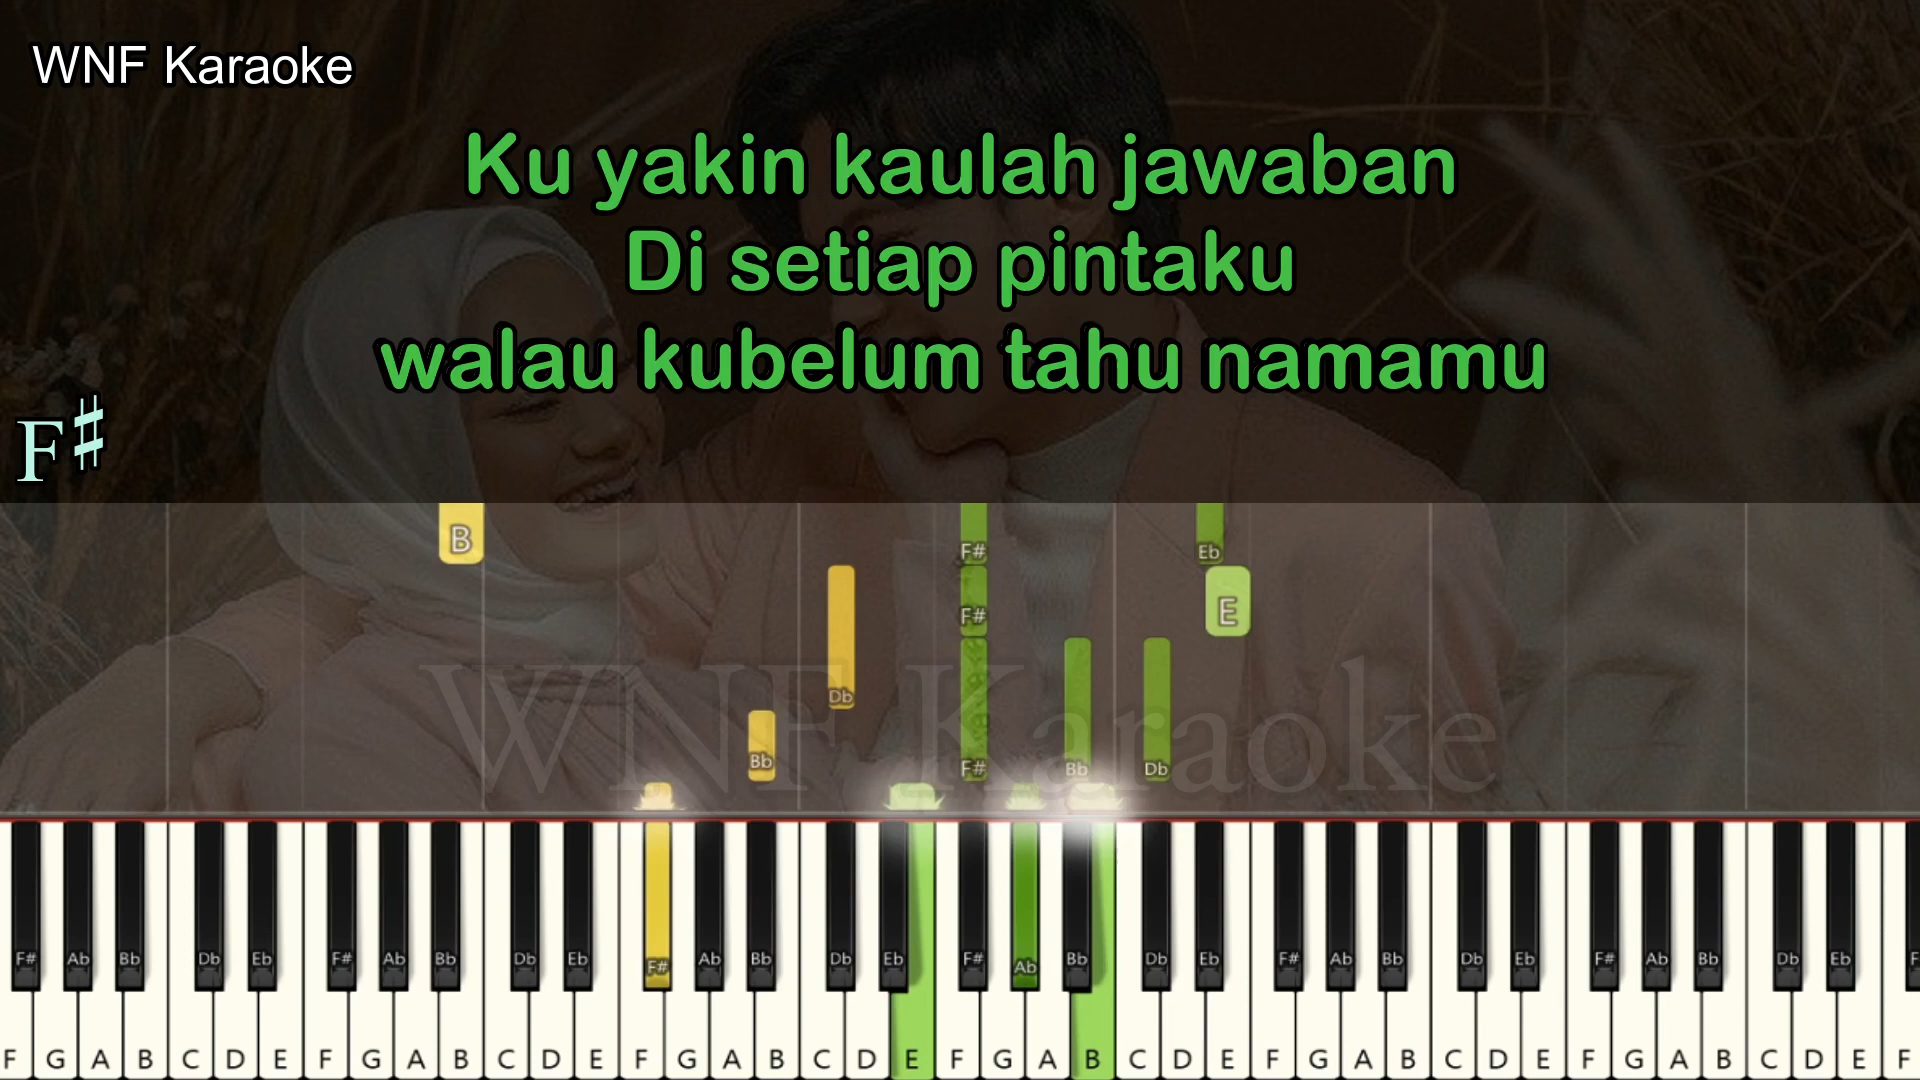 WNF Karaoke
Ku yakin kaulah jawaban
Di setiap pintaku
walau kubelum tahu namamu
F♯
B F# Eb
F# E
Db
Bb F# Bb Db
WNF Karaoke
F# Ab Bb Db Eb F# Ab Bb Db Eb F# Ab Bb Db Eb F# Ab Bb Db Eb F# Ab Bb Db Eb F# Ab Bb Db Eb F
F G A B C D E F G A B C D E F G A B C D E F G A B C D E F G A B C D E F G A B C D E F